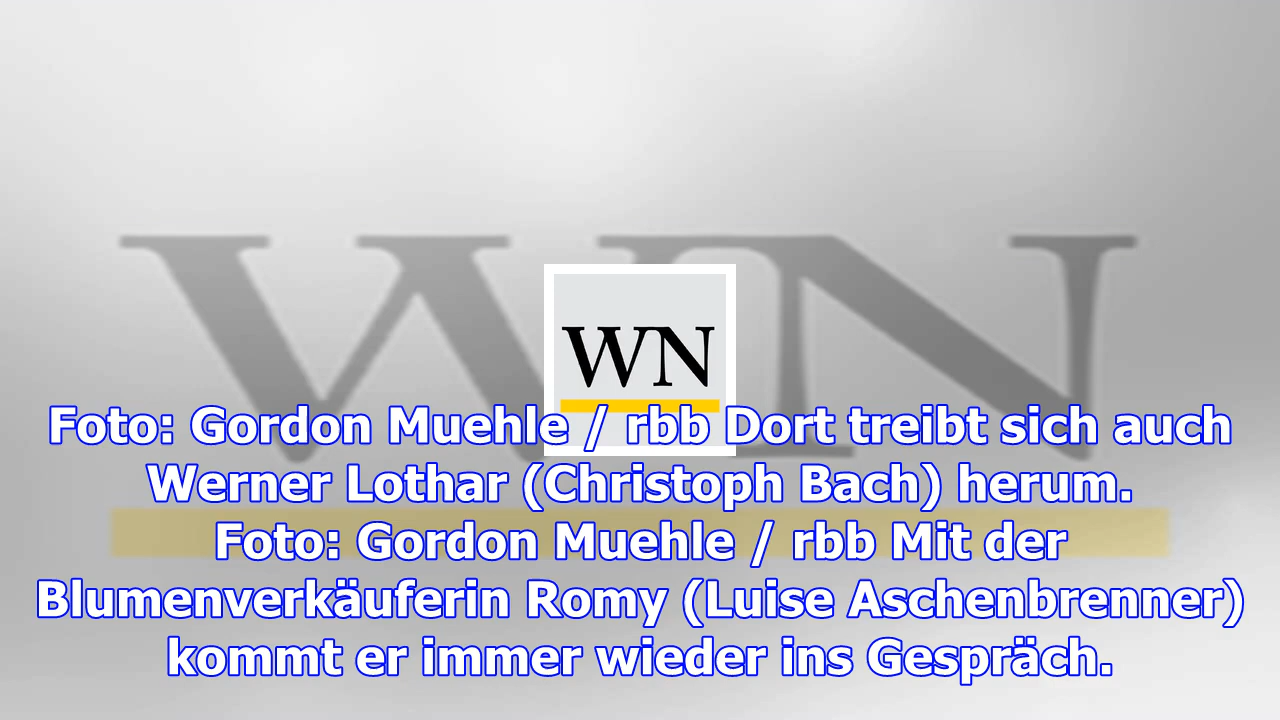 WN
WN
Foto: Gordon Muehle / rbb Dort treibt sich auch
Werner Lothar (Christoph Bach) herum.
Foto: Gordon Muehle / rbb Mit der
Blumenverkäuferin Romy (Luise Aschenbrenner)
kommt er immer wieder ins Gespräch.